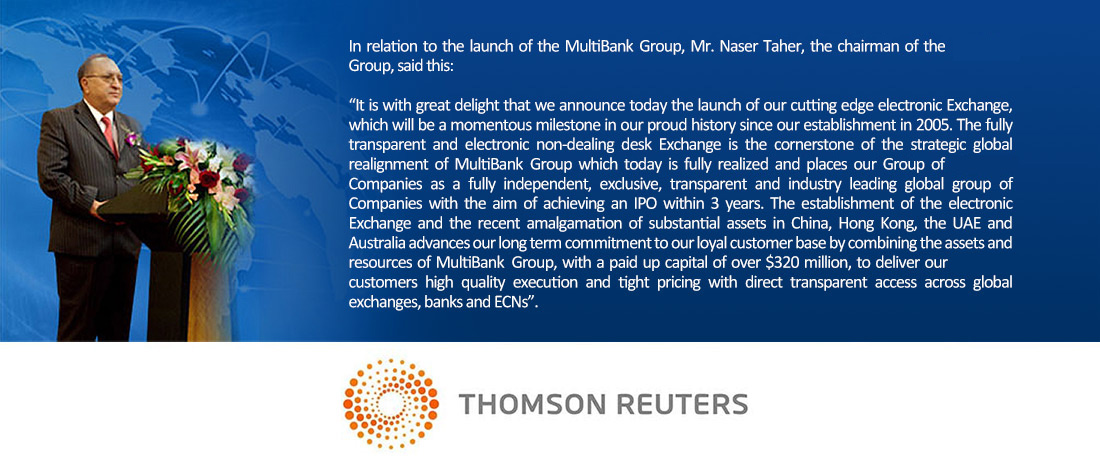 In relation to the launch of the MultiBank Group, Mr. Naser Taher, the chairman of the
Group, said this:
“It is with great delight that we announce today the launch of our cutting edge electronic Exchange,
which will be a momentous milestone in our proud history since our establishment in 2005. The fully
transparent and electronic non-dealing desk Exchange is the cornerstone of the strategic global
realignment of MultiBank Group which today is fully realized and places our Group of
Companies as a fully independent, exclusive, transparent and industry leading global group of
Companies with the aim of achieving an IPO within 3 years. The establishment of the electronic
Exchange and the recent amalgamation of substantial assets in China, Hong Kong, the UAE and
Australia advances our long term commitment to our loyal customer base by combining the assets and
resources of MultiBank Group, with a paid up capital of over $320 million, to deliver our
customers high quality execution and tight pricing with direct transparent access across global
exchanges, banks and ECNs”.
THOMSON REUTERS